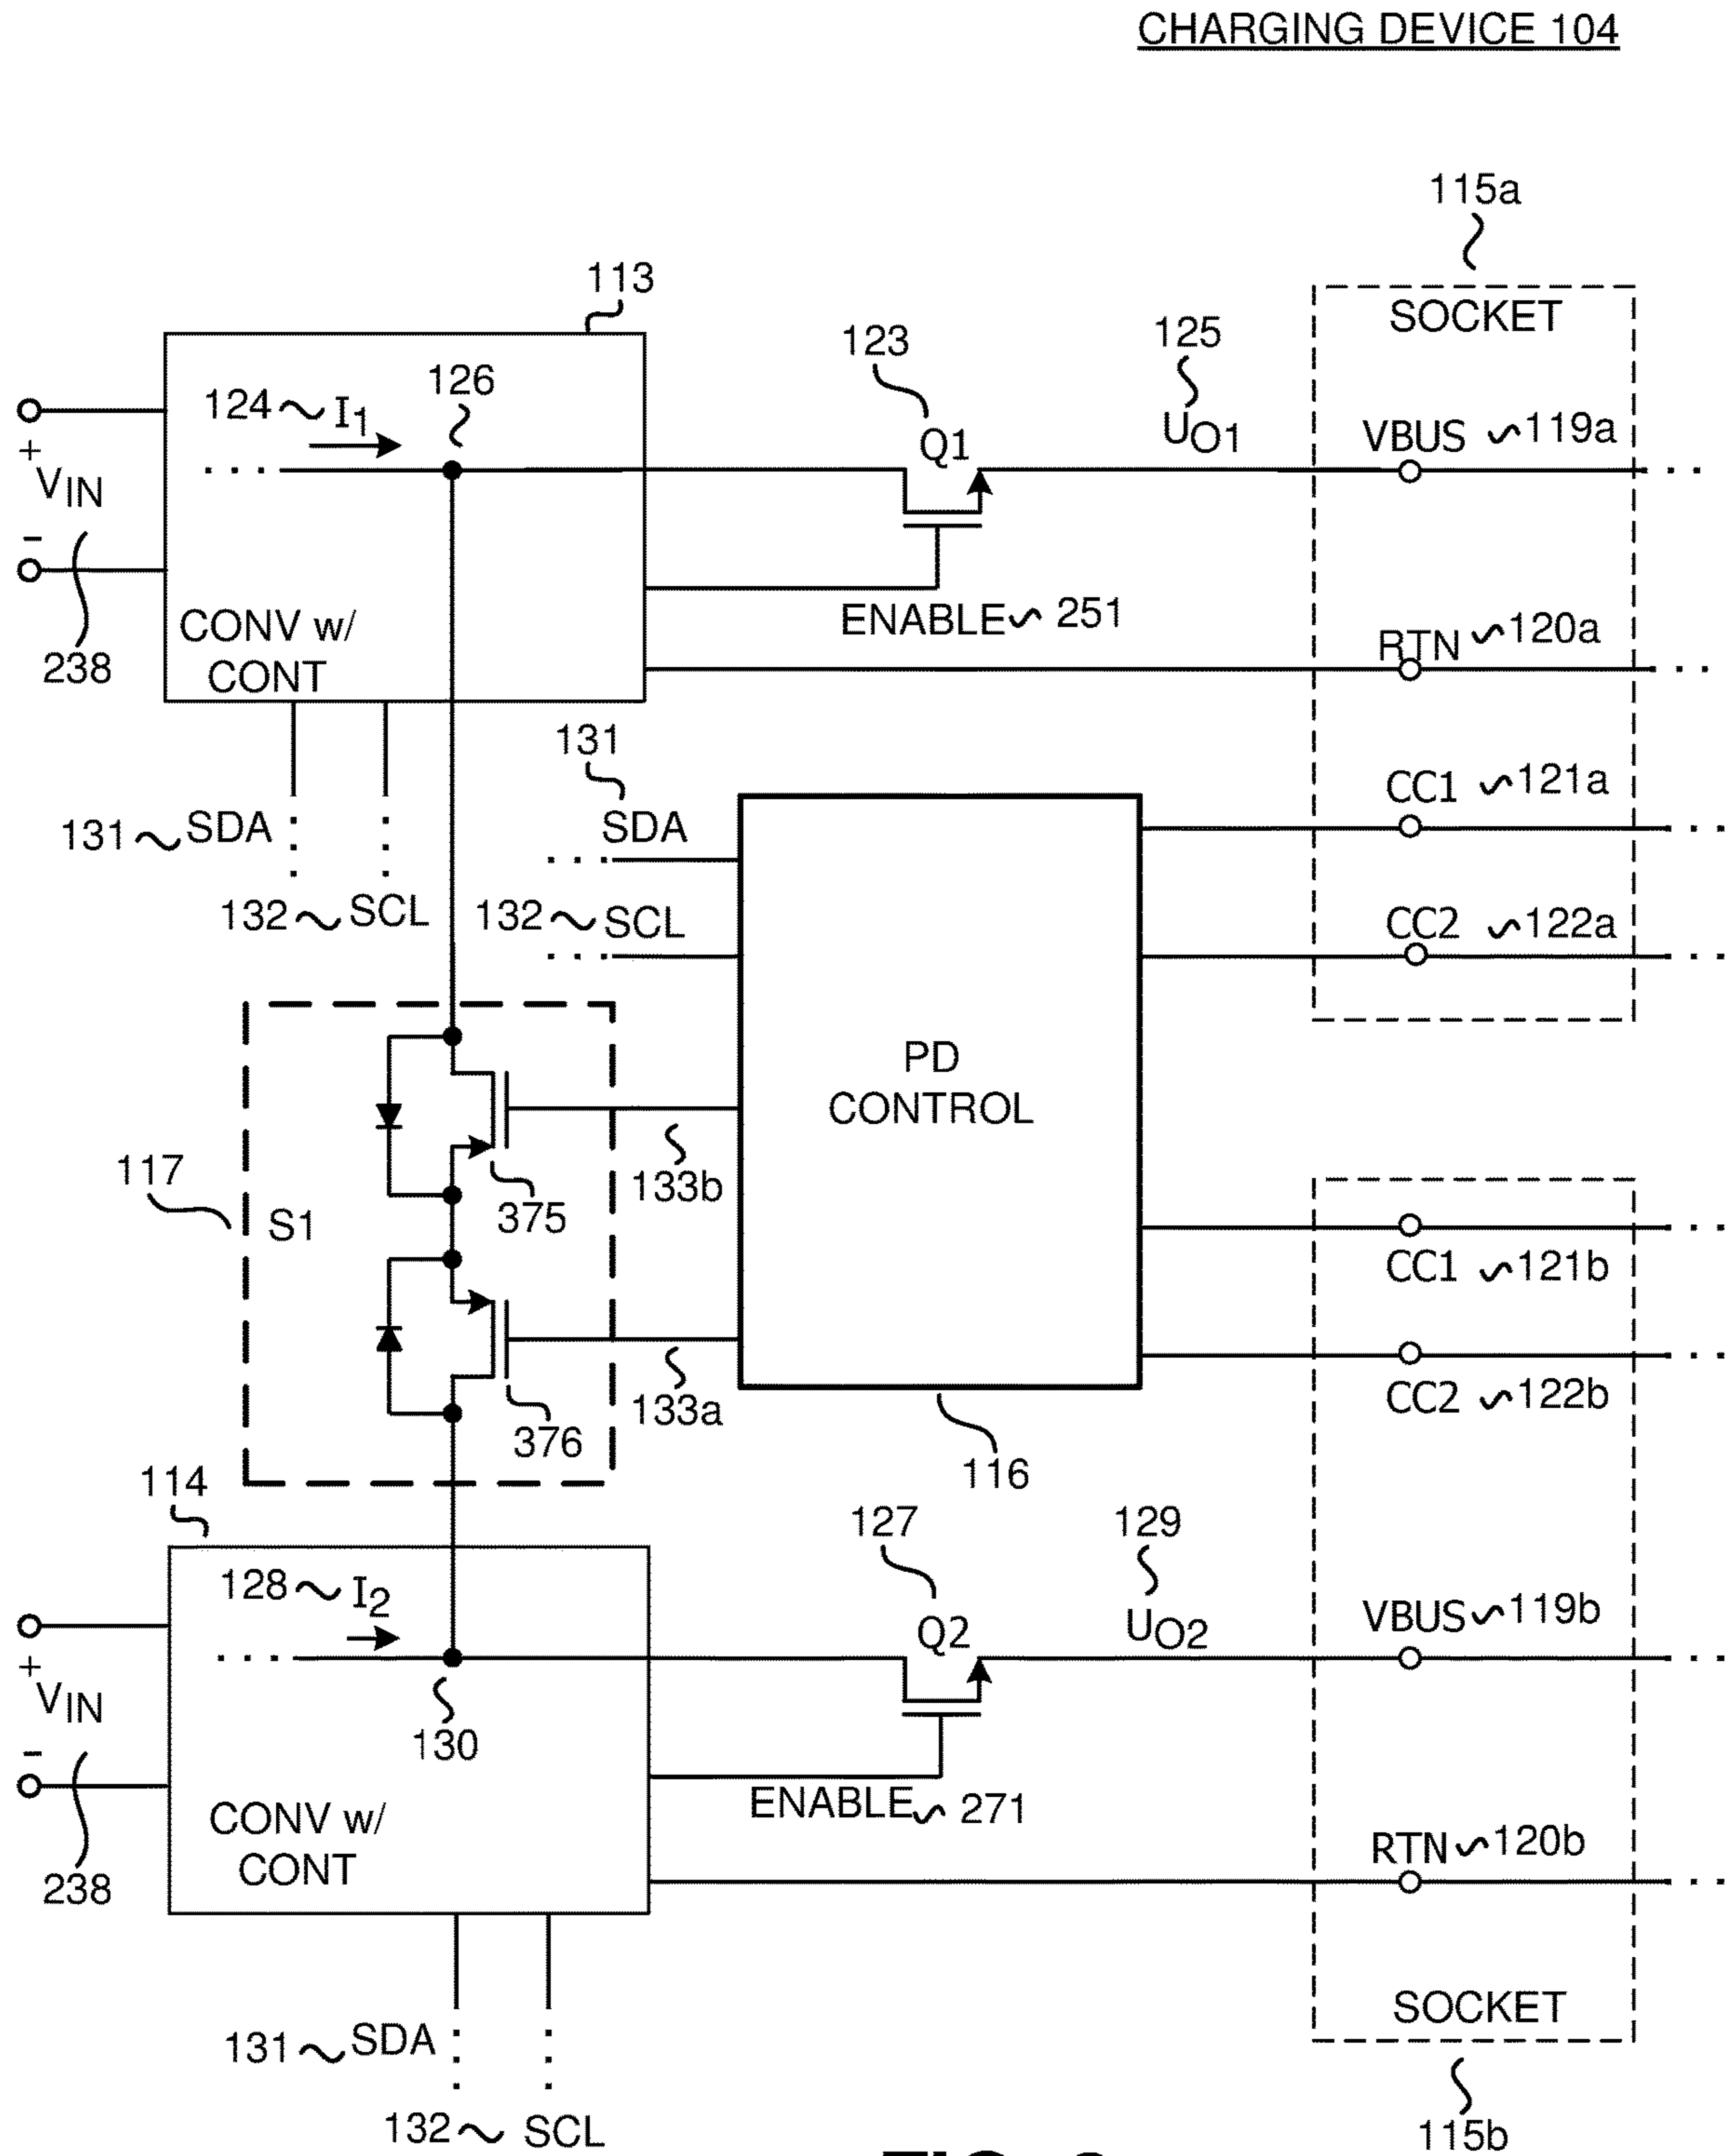 CHARGING DEVICE 104
115a
113
SOCKET
123
125
124 I1
126
Q1
UO1
VBUS 119a
+
VIN
-
ENABLE 251
CONV w/
CONT
238
RTN 120a
131
SDA
CC1 121a
131 SDA
132 SCL
132 SCL
CC2 122a
PD
CONTROL
117
S1
375
133b
CC1 121b
376
133a
CC2 122b
116
114
127
129
128 I2
Q2
UO2
VBUS 119b
+
VIN
-
130
ENABLE 271
CONV w/
CONT
238
RTN 120b
SOCKET
131 SDA
132 SCL
115b